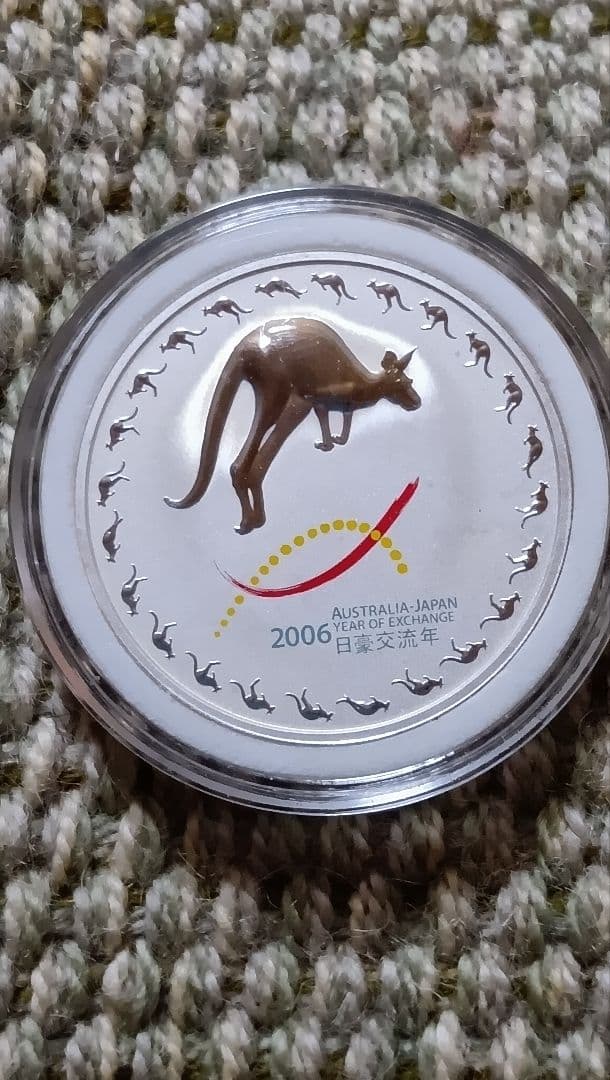 2006 AUSTRALIA-JAPAN
YEAR OF EXCHANGE
日豪交流年